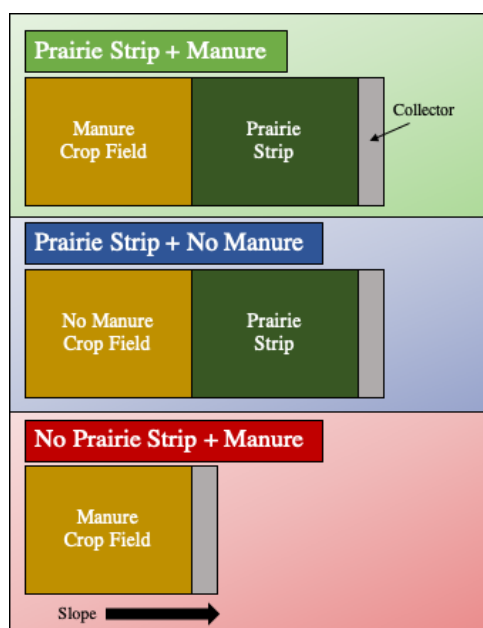 Prairie Strip + Manure
Manure
Crop Field
Prairie
Strip
Collector
Prairie Strip + No Manure
No Manure
Crop Field
Prairie
Strip
No Prairie Strip + Manure
Manure
Crop Field
Slope